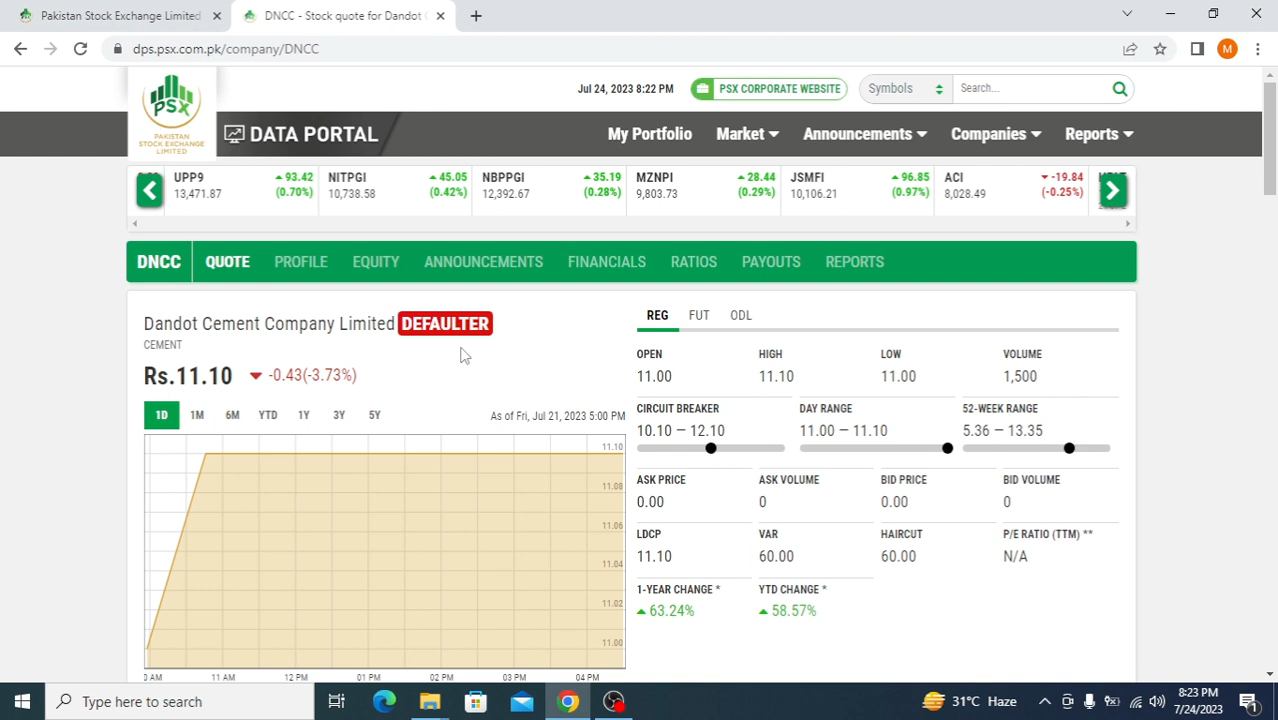 Pakistan Stock Exchange Limited
DNCC - Stock quote for Dandot C
dps.psx.com.pk/company/DNCC
M
Jul 24, 2023 8:22 PM
PSX CORPORATE WEBSITE
Symbols
Search...
PSX
PAKISTAN
STOCK EXCHANGE
LIMITED
DATA PORTAL
My Portfolio
Market
Announcements
Companies
Reports
UPP9 93.42
13,471.87 (0.70%)
NITPGI 45.05
10,738.58 (0.42%)
NBPPGI 35.19
12,392.67 (0.28%)
MZNPI 28.44
9,803.73 (0.29%)
JSMFI 96.85
10,106.21 (0.97%)
ACI -19.84
8,028.49 (-0.25%)
DNCC QUOTE PROFILE EQUITY ANNOUNCEMENTS FINANCIALS RATIOS PAYOUTS REPORTS
Dandot Cement Company Limited DEFAULTER
CEMENT
Rs.11.10 -0.43(-3.73%)
1D 1M 6M YTD 1Y 3Y 5Y
As of Fri, Jul 21, 2023 5:00 PM
11.10
11.08
11.06
11.04
11.02
11.00
0 AM 11 AM 12 PM 01 PM 02 PM 03 PM 04 PM
REG FUT ODL
OPEN HIGH LOW VOLUME
11.00 11.10 11.00 1,500
CIRCUIT BREAKER DAY RANGE 52-WEEK RANGE
10.10 — 12.10 11.00 — 11.10 5.36 — 13.35
ASK PRICE ASK VOLUME BID PRICE BID VOLUME
0.00 0 0.00 0
LDCP VAR HAIRCUT P/E RATIO (TTM) **
11.10 60.00 60.00 N/A
1-YEAR CHANGE * YTD CHANGE *
63.24% 58.57%
Type here to search
31°C Haze
8:23 PM
7/24/2023
1